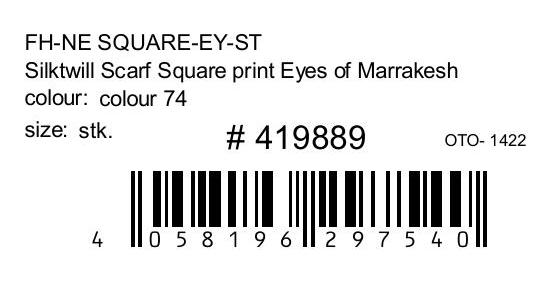 FH-NE SQUARE-EY-ST
Silktwill Scarf Square print Eyes of Marrakesh
colour: colour 74
size: stk.
# 419889
OTO- 1422
4 058196 297540